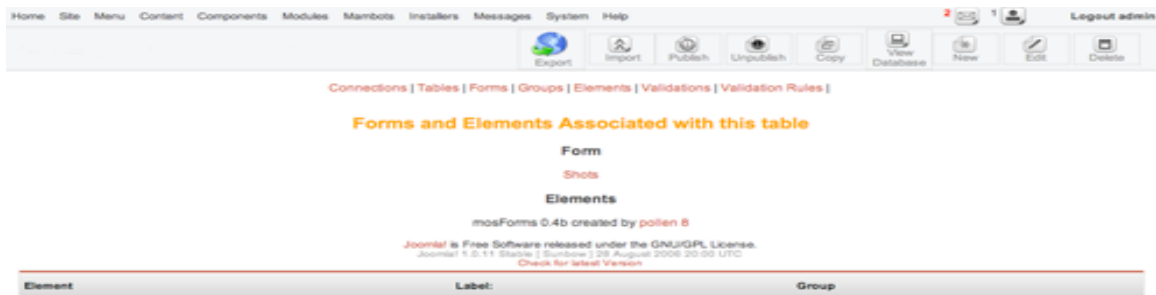 Home Site Menu Content Components Modules Mambots Installers Messages System Help 2 1 Logout admin
Export Import Publish Unpublish Copy View Database New Edit Delete
Connections | Tables | Forms | Groups | Elements | Validations | Validation Rules |
Forms and Elements Associated with this table
Form
Shots
Elements
mosForms 0.4b created by pollen 8
Joomla! is Free Software released under the GNU/GPL License.
Joomla! 1.0.11 Stable [ Sunbow ] 28 August 2006 20:00 UTC
Check for latest Version
Element Label: Group